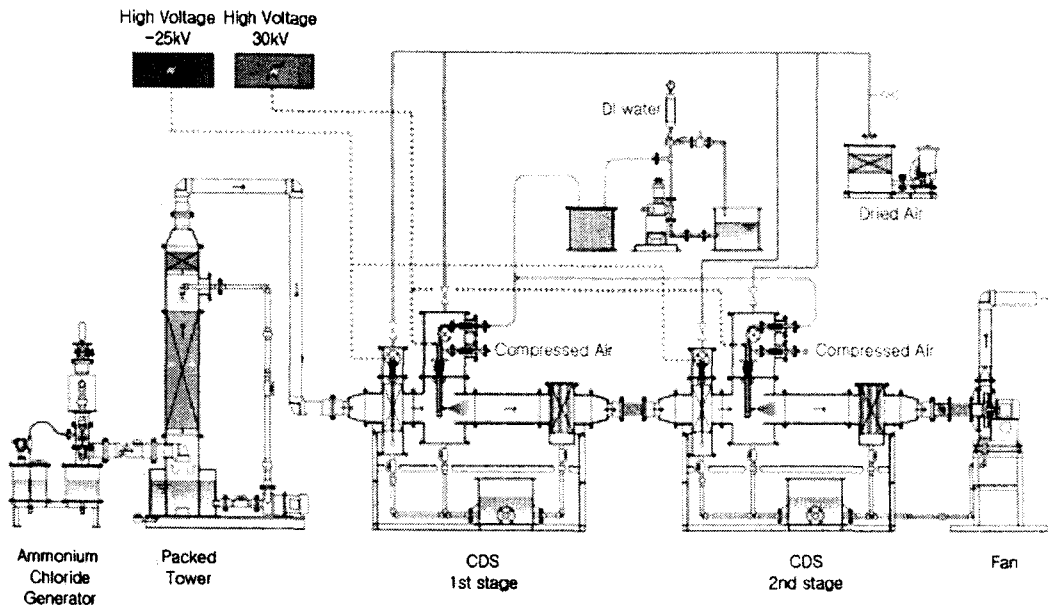 High Voltage
-25kV
High Voltage
30kV
DI water
Dried Air
Compressed Air
Compressed Air
Ammonium
Chloride
Generator
Packed
Tower
CDS
1st stage
CDS
2nd stage
Fan